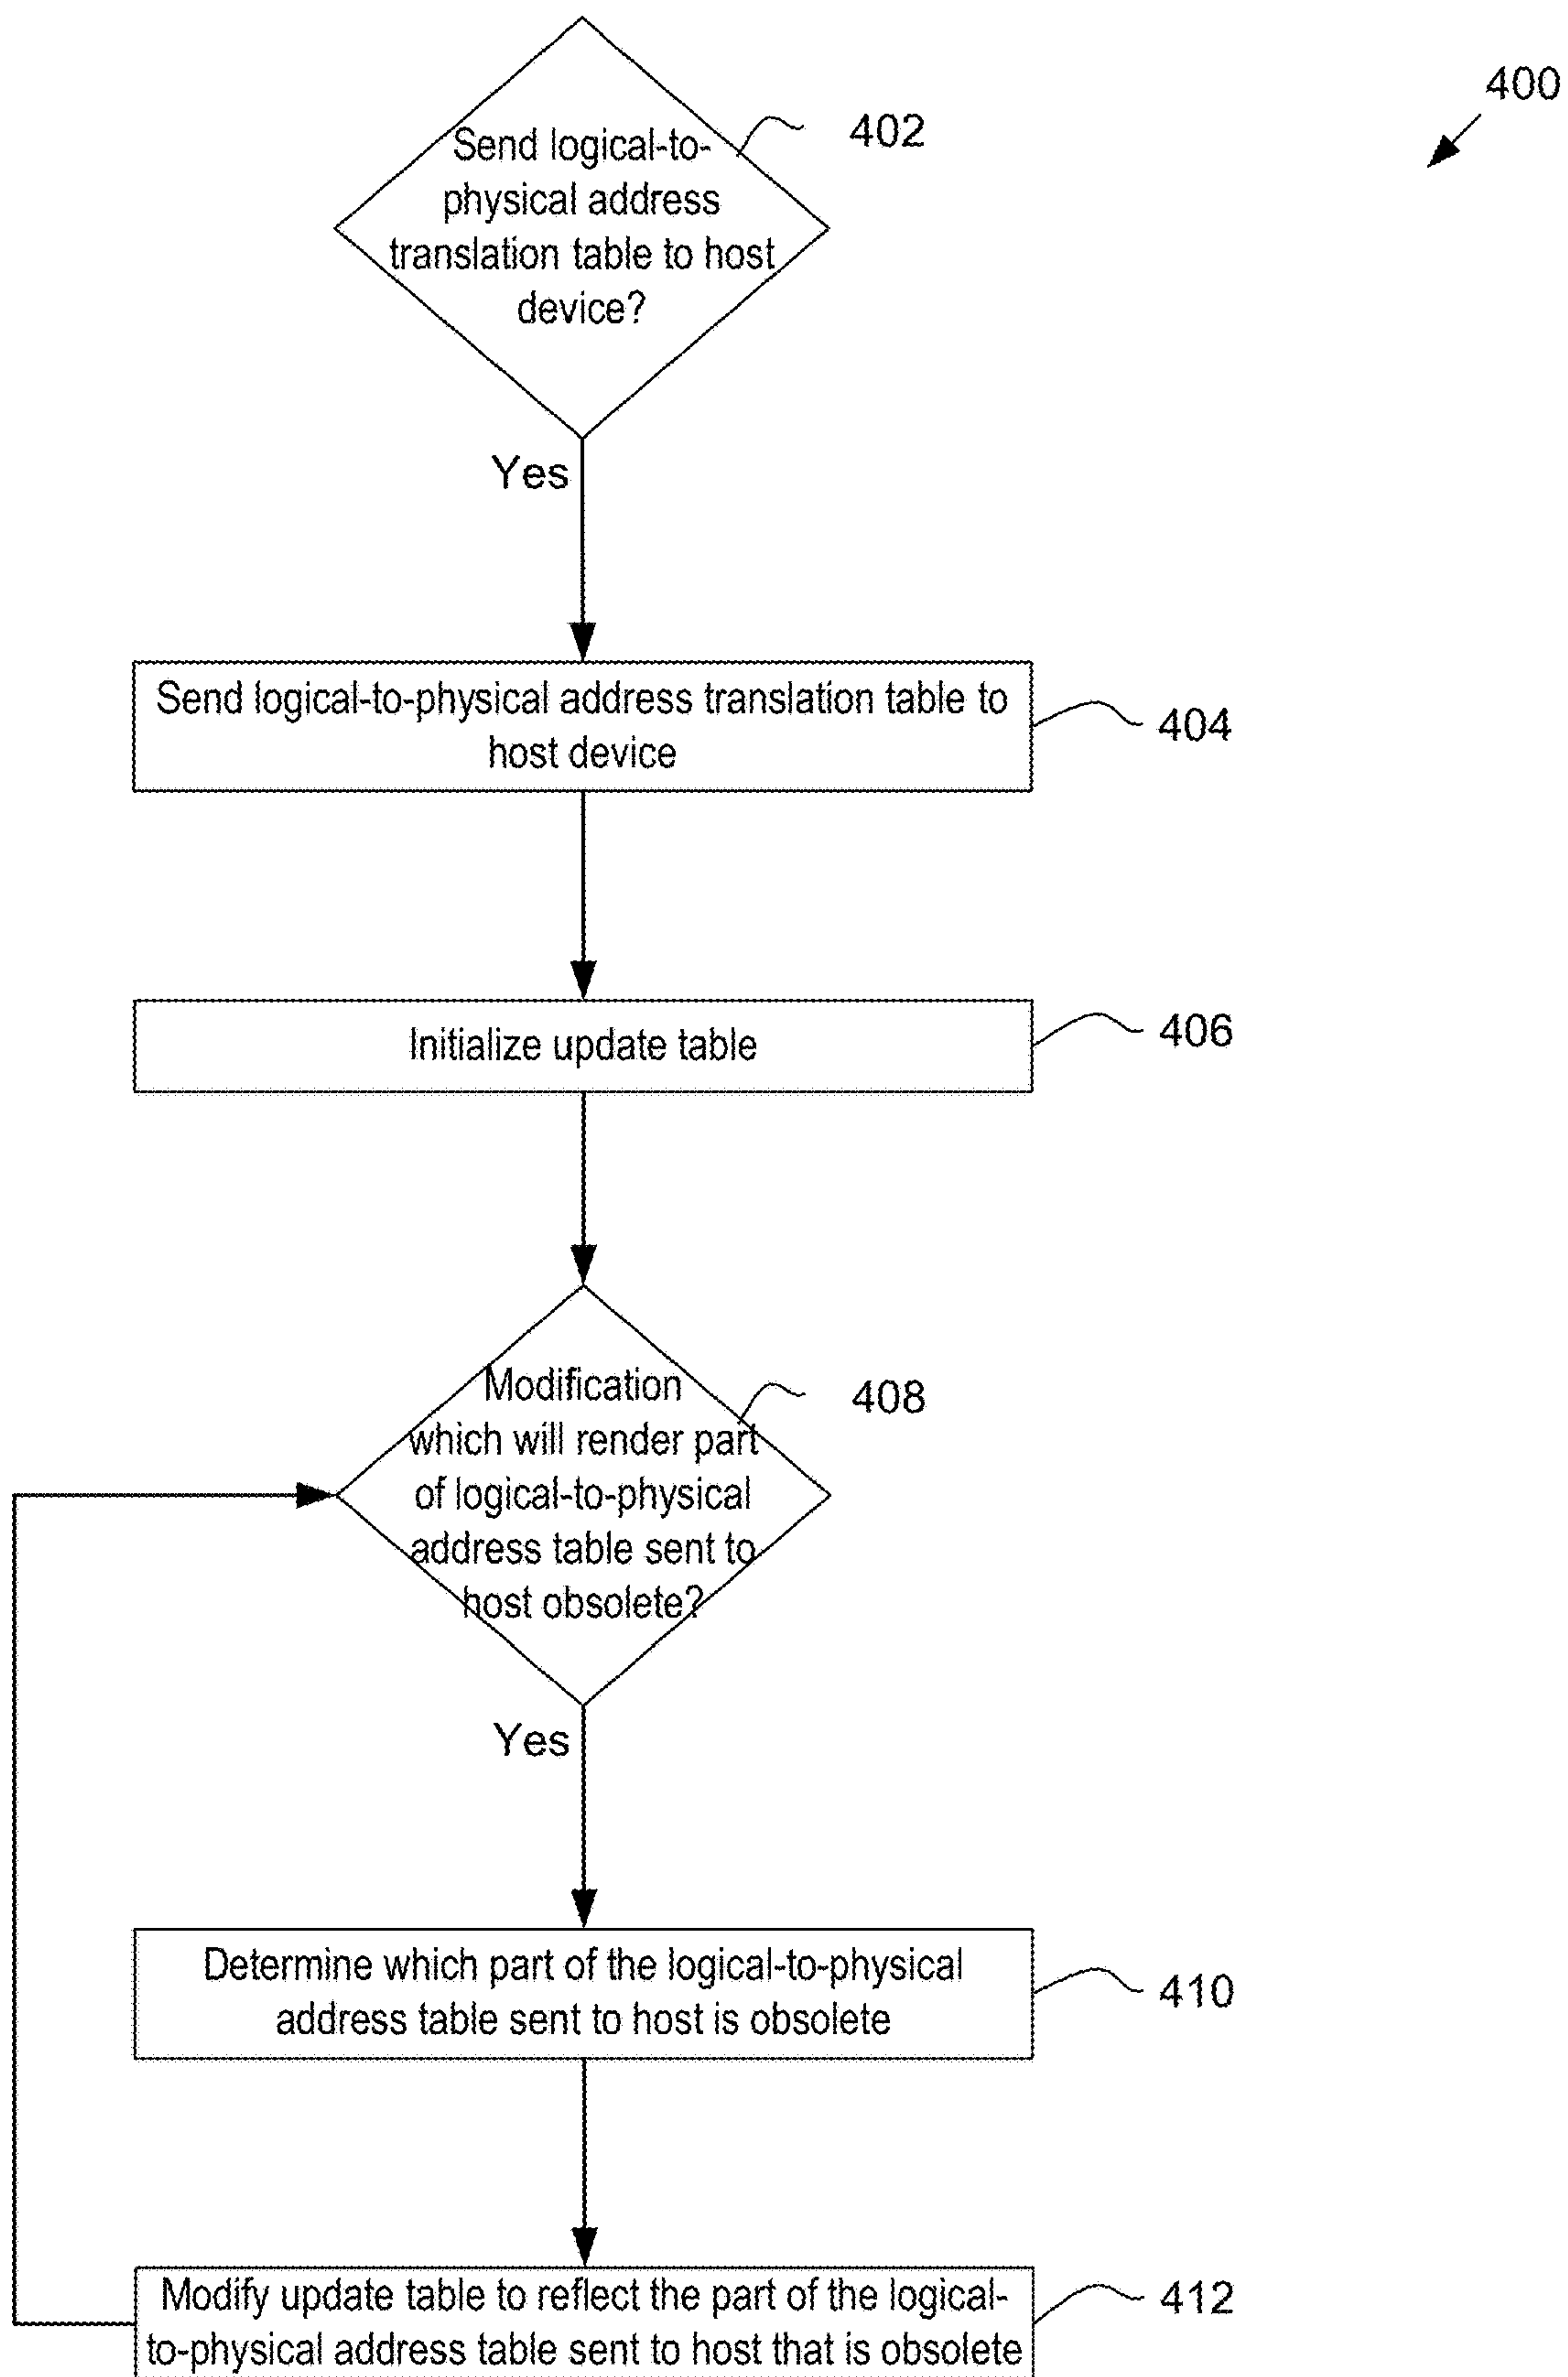 400
Send logical-to-
physical address
translation table to host
device?
402
Yes
Send logical-to-physical address translation table to
host device
404
Initialize update table
406
Modification
which will render part
of logical-to-physical
address table sent to
host obsolete?
408
Yes
Determine which part of the logical-to-physical
address table sent to host is obsolete
410
Modify update table to reflect the part of the logical-
to-physical address table sent to host that is obsolete
412